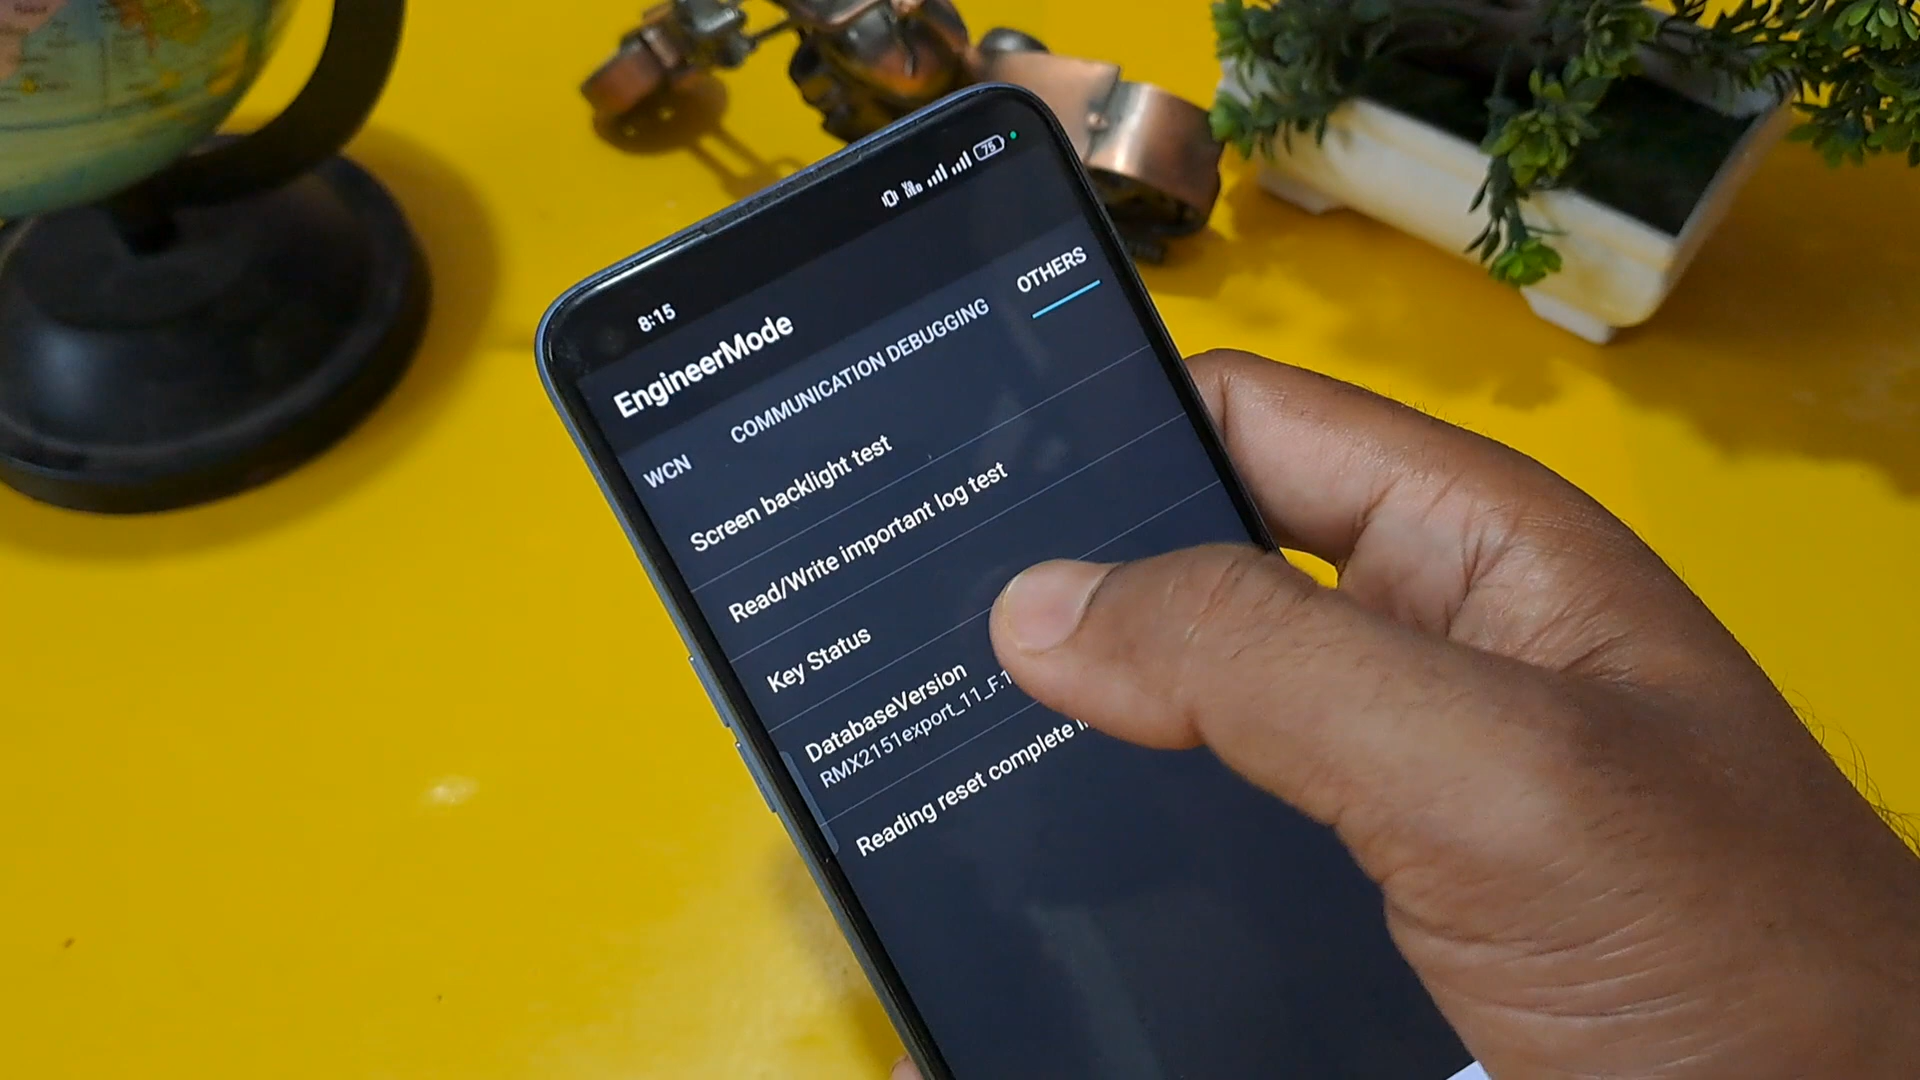 8:15
75
EngineerMode
WCN COMMUNICATION DEBUGGING OTHERS
Screen backlight test
Read/Write important log test
Key Status
DatabaseVersion
RMX2151export_11_F.1
Reading reset complete